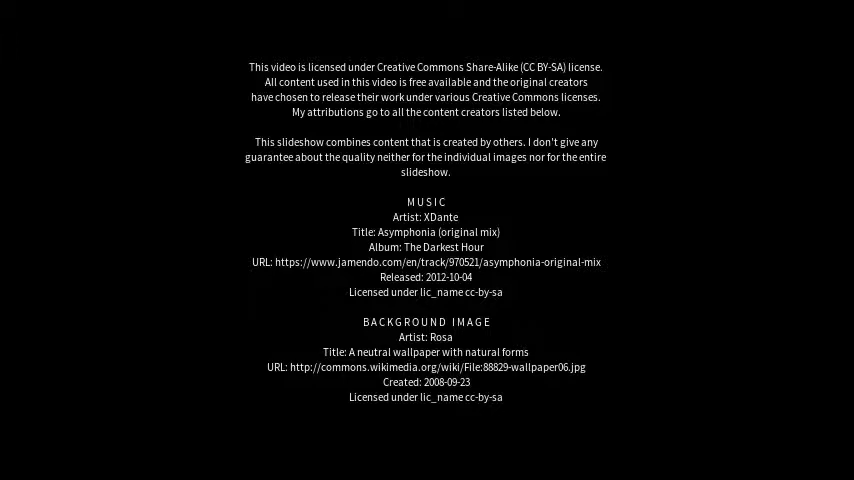 This video is licensed under Creative Commons Share-Alike (CC BY-SA) license.
All content used in this video is free available and the original creators
have chosen to release their work under various Creative Commons licenses.
My attributions go to all the content creators listed below.
This slideshow combines content that is created by others. I don't give any
guarantee about the quality neither for the individual images nor for the entire
slideshow.
MUSIC
Artist: XDante
Title: Asymphonia (original mix)
Album: The Darkest Hour
URL: https://www.jamendo.com/en/track/970521/asymphonia-original-mix
Released: 2012-10-04
Licensed under lic_name cc-by-sa
BACKGROUND IMAGE
Artist: Rosa
Title: A neutral wallpaper with natural forms
URL: http://commons.wikimedia.org/wiki/File:88829-wallpaper06.jpg
Created: 2008-09-23
Licensed under lic_name cc-by-sa